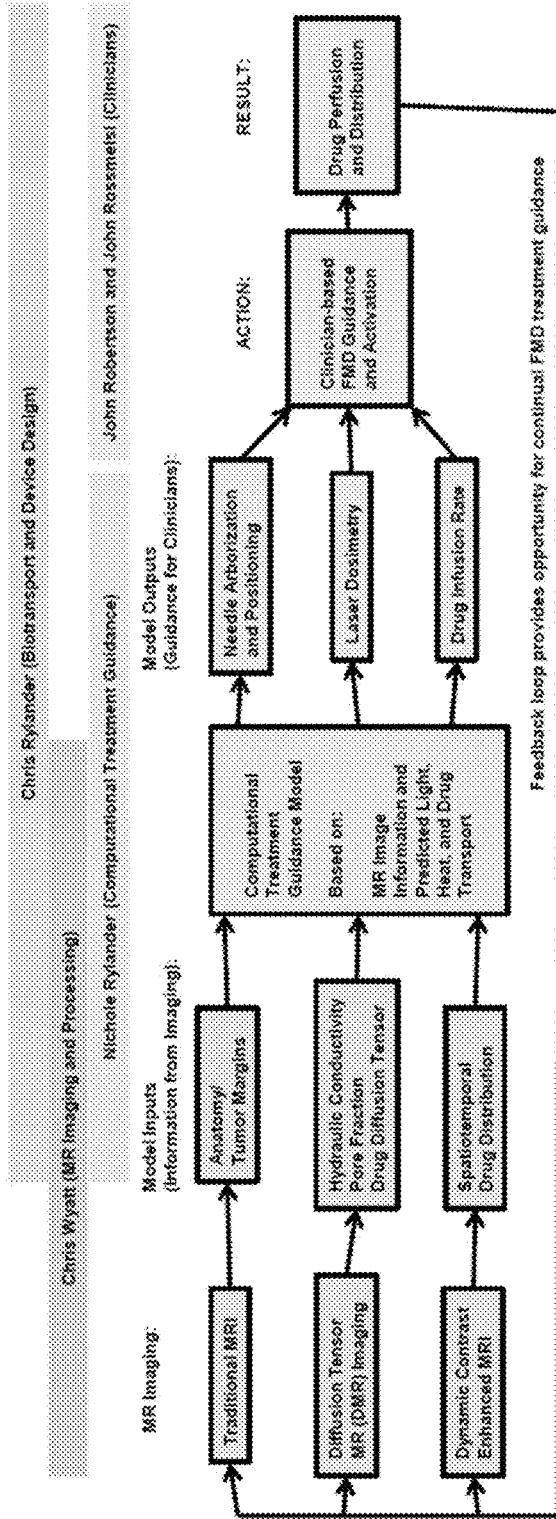 Chris Rylander (Biotransport and Device Design)
Chris Wyatt (MR Imaging and Processing)
Nichole Rylander (Computational Treatment Guidance)
John Robertson and John Rossmeisl (Clinicians)
MR Imaging:
Model Inputs
(Information from Imaging):
Model Outputs
(Guidance for Clinicians):
ACTION:
RESULT:
Traditional MRI
Diffusion Tensor
MR (DMR) Imaging
Dynamic Contrast
Enhanced MRI
Anatomy/
Tumor Margins
Hydraulic Conductivity
Pore Fraction
Drug Diffusion Tensor
Spatiotemporal
Drug Distribution
Computational
Treatment
Guidance Model
Based on:
MR Image
Information and
Predicted Light,
Heat, and Drug
Transport
Needle Arborization
and Positioning
Laser Dosimetry
Drug Infusion Rate
Clinician-based
FMD Guidance
and Activation
Drug Perfusion
and Distribution
Feedback loop provides opportunity for continual FMD treatment guidance